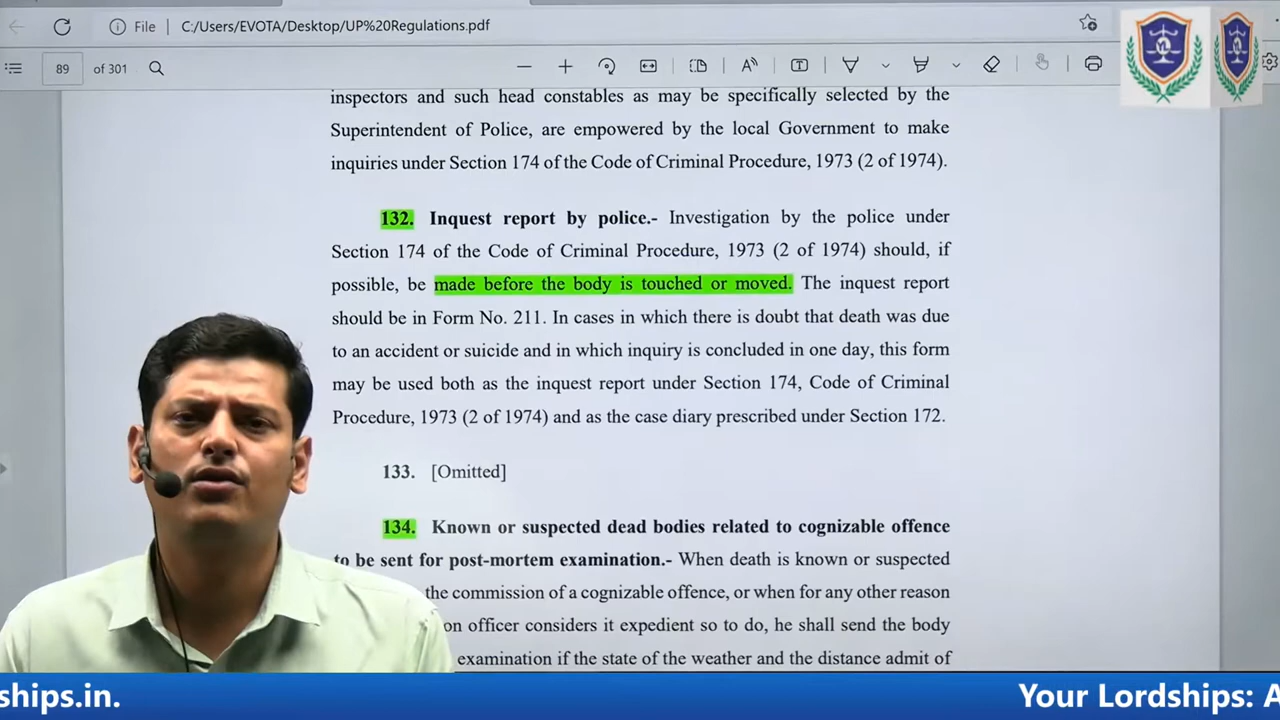 File | C:/Users/EVOTA/Desktop/UP%20Regulations.pdf
89 of 301
inspectors and such head constables as may be specifically selected by the
Superintendent of Police, are empowered by the local Government to make
inquiries under Section 174 of the Code of Criminal Procedure, 1973 (2 of 1974).
132. Inquest report by police.- Investigation by the police under
Section 174 of the Code of Criminal Procedure, 1973 (2 of 1974) should, if
possible, be made before the body is touched or moved. The inquest report
should be in Form No. 211. In cases in which there is doubt that death was due
to an accident or suicide and in which inquiry is concluded in one day, this form
may be used both as the inquest report under Section 174, Code of Criminal
Procedure, 1973 (2 of 1974) and as the case diary prescribed under Section 172.
133. [Omitted]
134. Known or suspected dead bodies related to cognizable offence
to be sent for post-mortem examination.- When death is known or suspected
the commission of a cognizable offence, or when for any other reason
on officer considers it expedient so to do, he shall send the body
examination if the state of the weather and the distance admit of
ships.in. Your Lordships: A